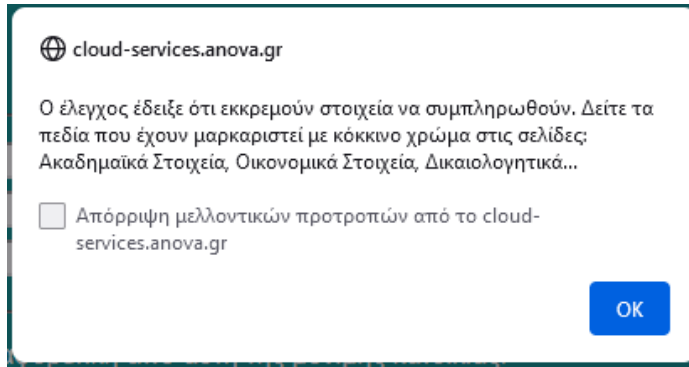 cloud-services.anova.gr
Ο έλεγχος έδειξε ότι εκκρεμούν στοιχεία να συμπληρωθούν. Δείτε τα
πεδία που έχουν μαρκαριστεί με κόκκινο χρώμα στις σελίδες:
Ακαδημαϊκά Στοιχεία, Οικονομικά Στοιχεία, Δικαιολογητικά...
Απόρριψη μελλοντικών προτροπών από το cloud-
services.anova.gr
OK